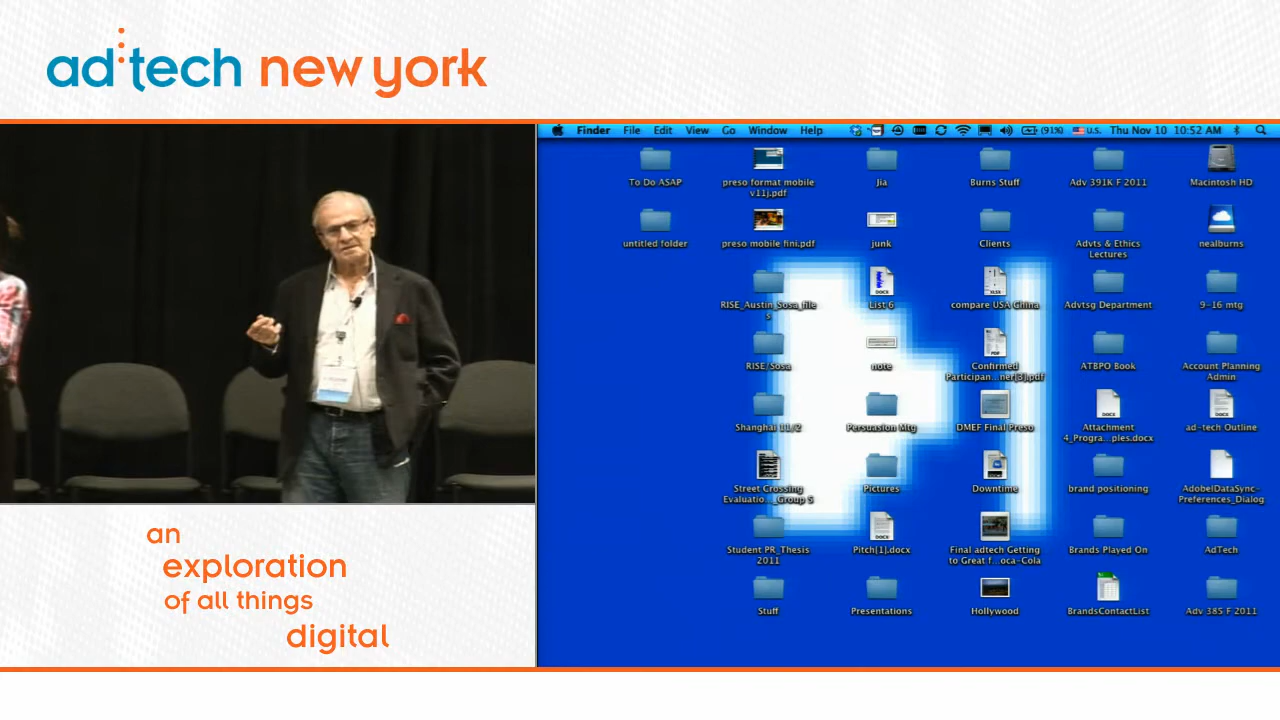 ad:tech new york
Finder File Edit View Go Window Help (91%) U.S. Thu Nov 10 10:52 AM
To Do ASAP
preso format mobile
v11j.pdf
Jia
Burns Stuff
Adv 391K F 2011
Macintosh HD
untitled folder
preso mobile fini.pdf
junk
Clients
Advts & Ethics
Lectures
nealburns
RISE_Austin_Sosa_file
s
List 6
compare USA China
Advtsg Department
9-16 mtg
RISE/Sosa
note
Confirmed
Participan...ner[3].pdf
ATBPO Book
Account Planning
Admin
Shanghai 11/2
Persuasion Mtg
DMEF Final Preso
Attachment
4_Progra...ples.docx
ad-tech Outline
Street Crossing
Evaluatio..._Group 5
Pictures
Downtime
brand positioning
AdobeIDataSync-
Preferences_Dialog
Student PR_Thesis
2011
Pitch[1].docx
Final adtech Getting
to Great f...oca-Cola
Brands Played On
AdTech
Stuff
Presentations
Hollywood
BrandsContactList
Adv 385 F 2011
an
exploration
of all things
digital